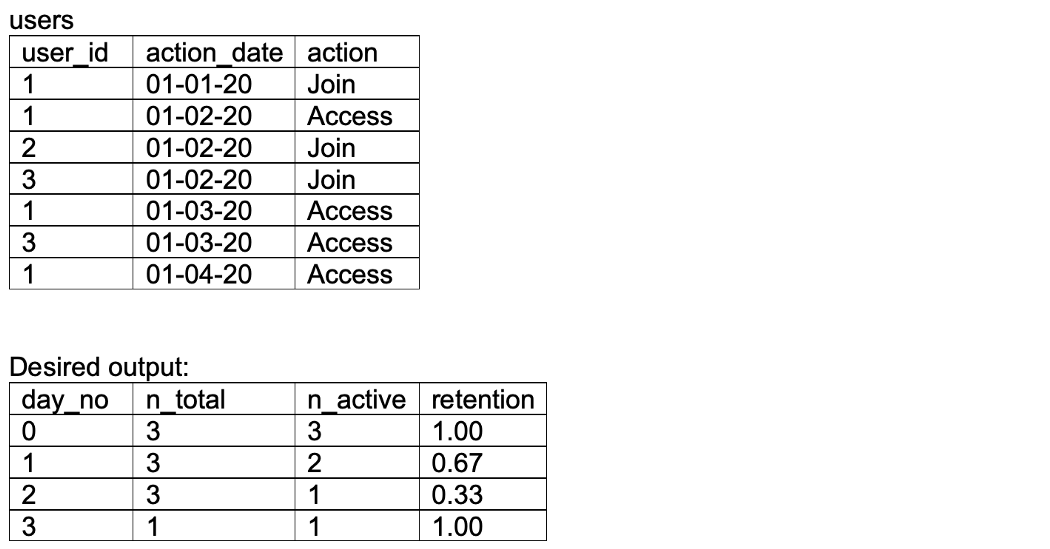 users
user_id action_date action
1 01-01-20 Join
1 01-02-20 Access
2 01-02-20 Join
3 01-02-20 Join
1 01-03-20 Access
3 01-03-20 Access
1 01-04-20 Access
Desired output:
day_no n_total n_active retention
0 3 3 1.00
1 3 2 0.67
2 3 1 0.33
3 1 1 1.00